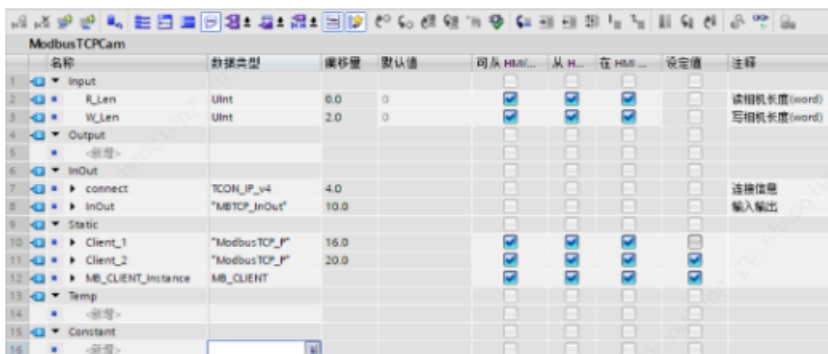 ModbusTCPCam
名称 数据类型 偏移量 默认值 可从 HMI/... 从 H... 在 HMI ... 设定值 注释
1 Input
2 R_Len UInt 0.0 0 读相机长度(word)
3 W_Len UInt 2.0 0 写相机长度(word)
4 Output
5 <新增>
6 InOut
7 connect TCON_IP_v4 4.0 连接信息
8 InOut "MBTCP_InOut" 10.0 输入输出
9 Static
10 Client_1 "ModbusTCP_P" 16.0
11 Client_2 "ModbusTCP_P" 20.0
12 MB_CLIENT_Instance MB_CLIENT
13 Temp
14 <新增>
15 Constant
16 <新增>